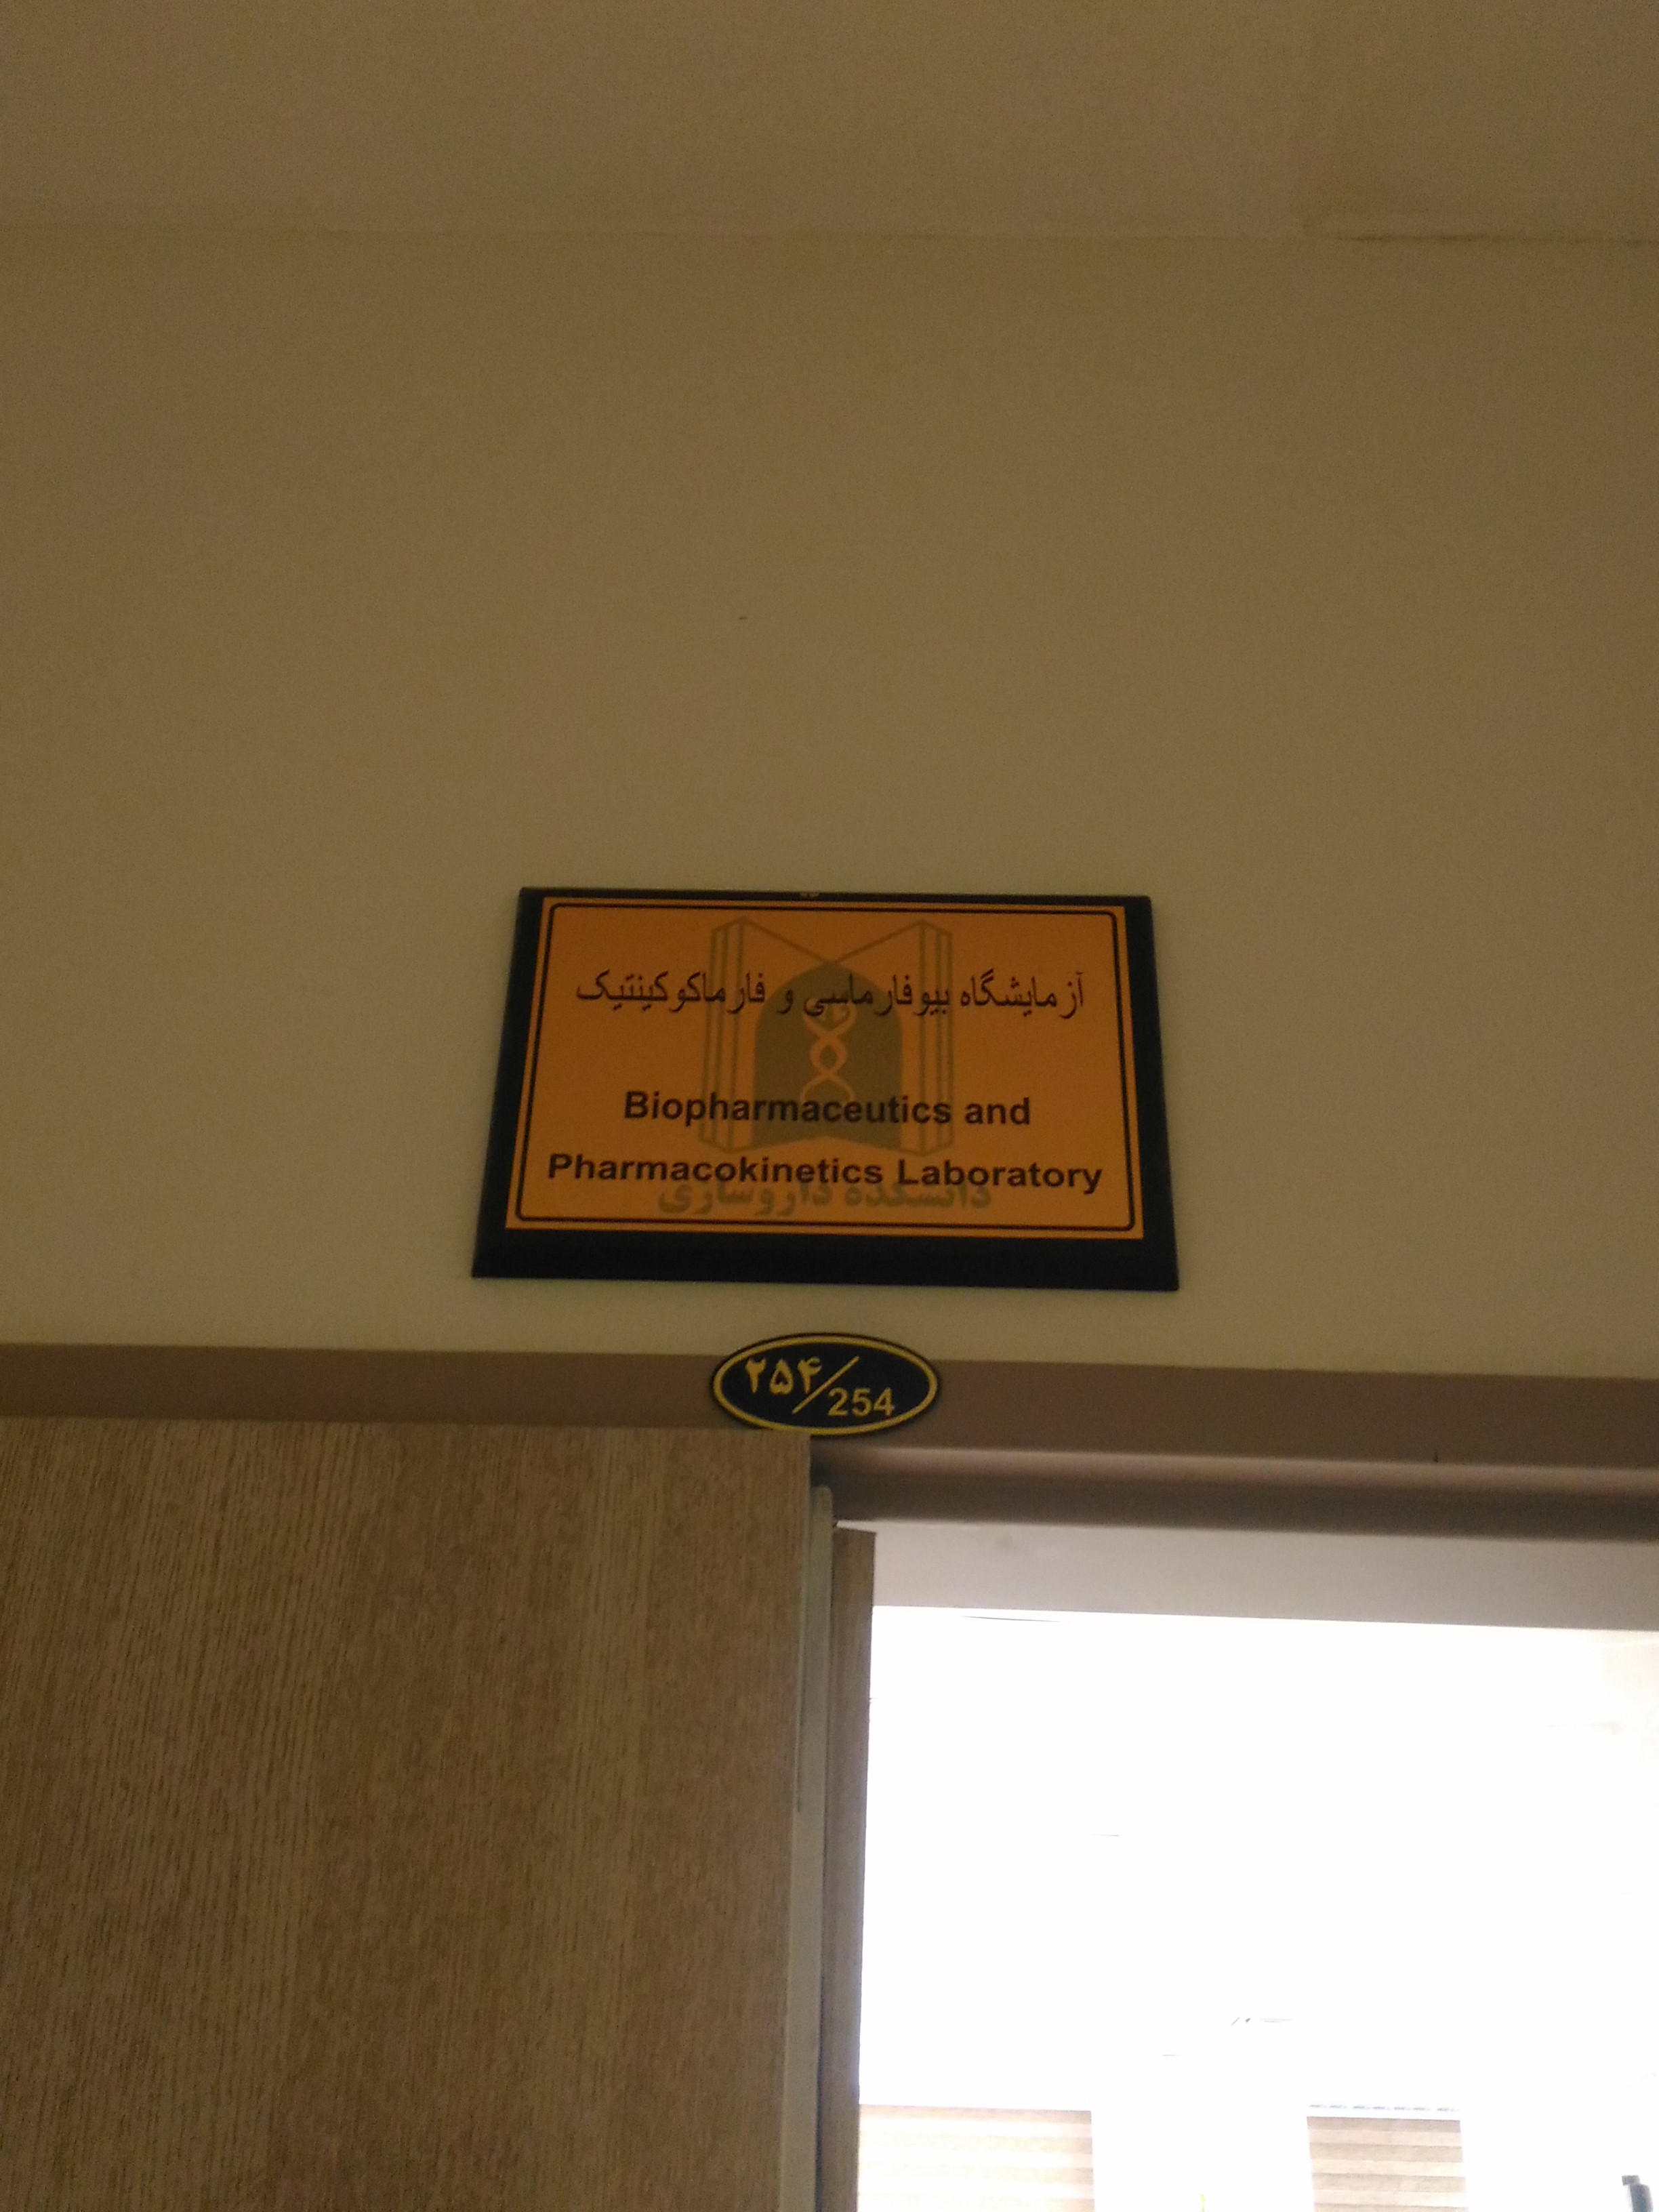 آزمایشگاه بیوفارماسی و فارماکوکینتیک
Biopharmaceutics and
Pharmacokinetics Laboratory
دانشکده داروسازی
۲۵۴/254